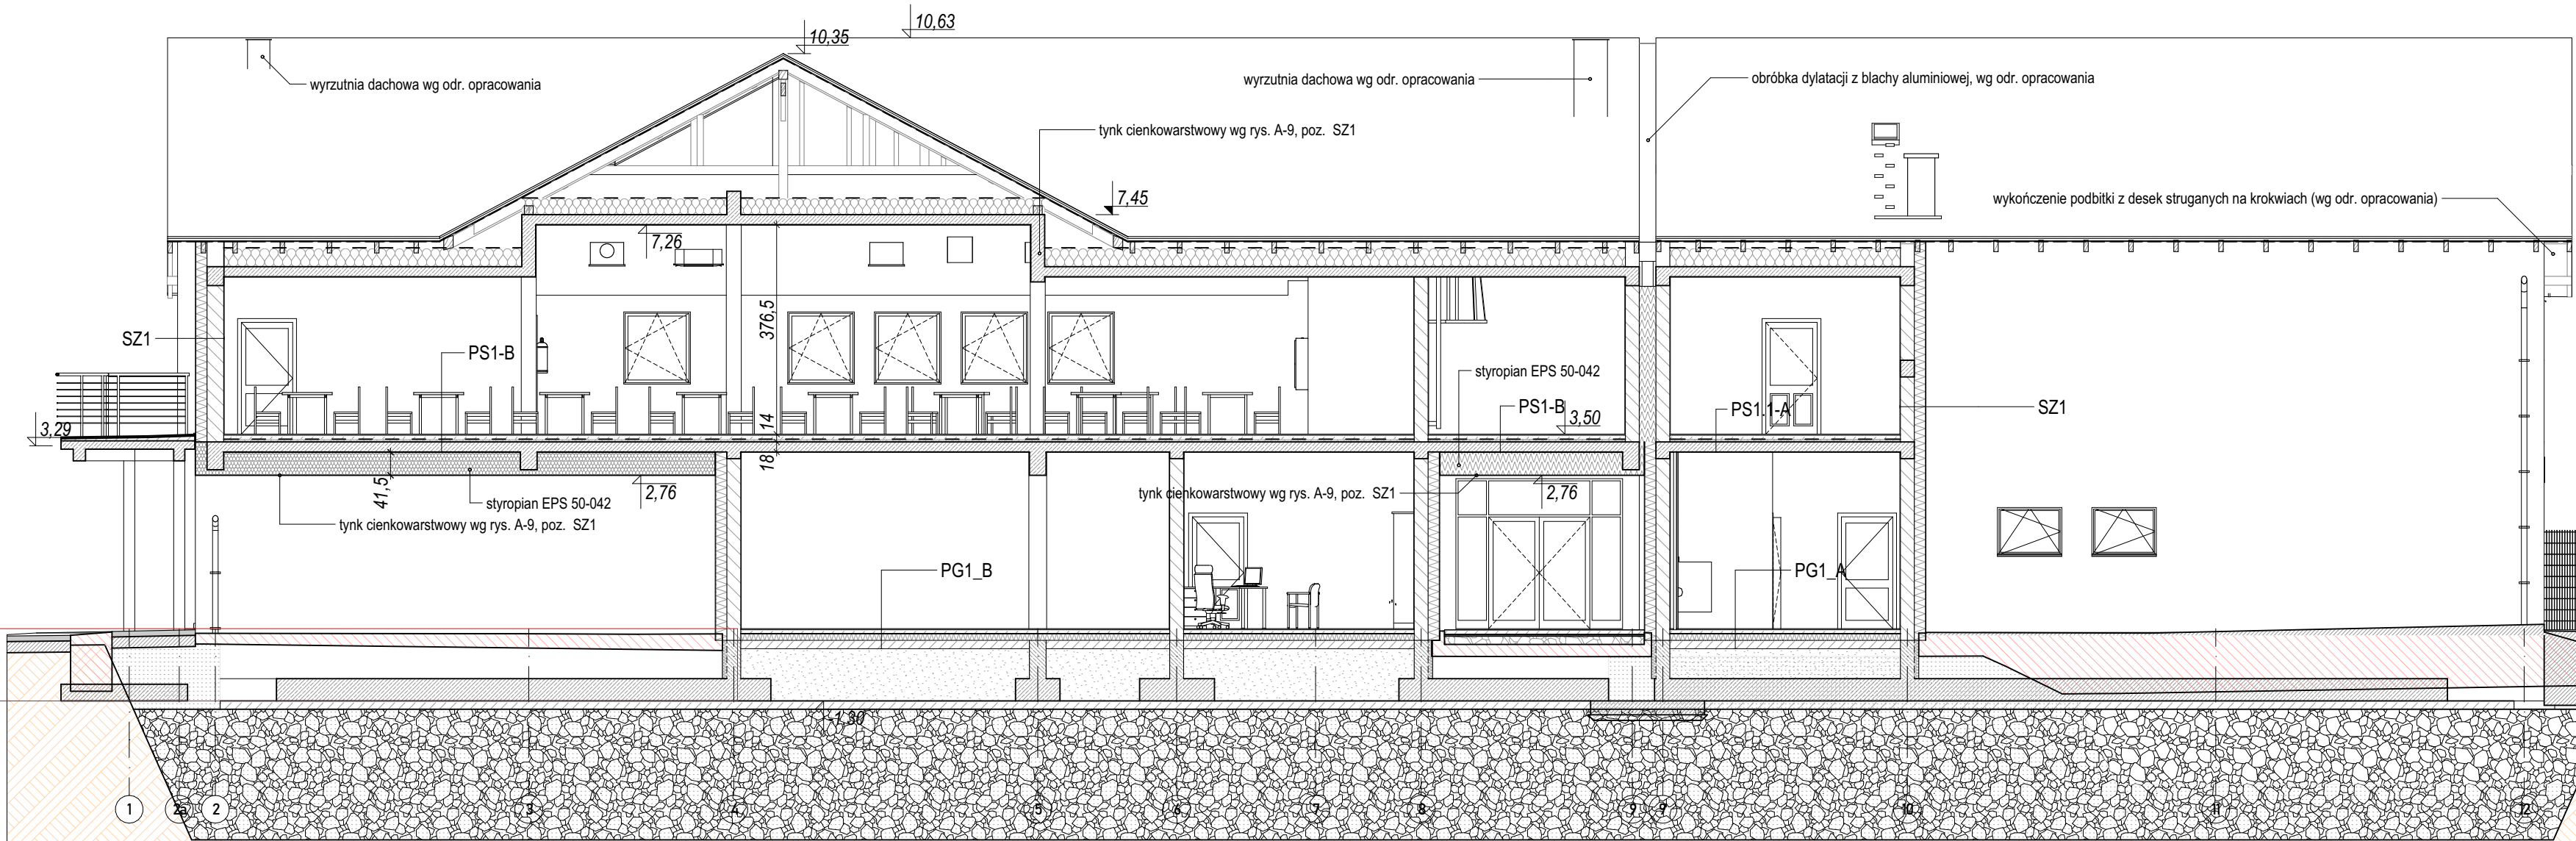 10,63
10,35
wyrzutnia dachowa wg odr. opracowania
wyrzutnia dachowa wg odr. opracowania
obróbka dylatacji z blachy aluminiowej, wg odr. opracowania
tynk cienkowarstwowy wg rys. A-9, poz. SZ1
7,45
wykończenie podbitki z desek struganych na krokwiach (wg odr. opracowania)
7,26
376,5
SZ1
PS1-B
styropian EPS 50-042
PS1-B
PS1.1-A
SZ1
3,29
14
3,50
18
41,5
2,76
2,76
styropian EPS 50-042
tynk cienkowarstwowy wg rys. A-9, poz. SZ1
tynk cienkowarstwowy wg rys. A-9, poz. SZ1
PG1_B
PG1_A
-1,30
1
2a
2
3
4
5
6
7
8
9
9'
10
11
12